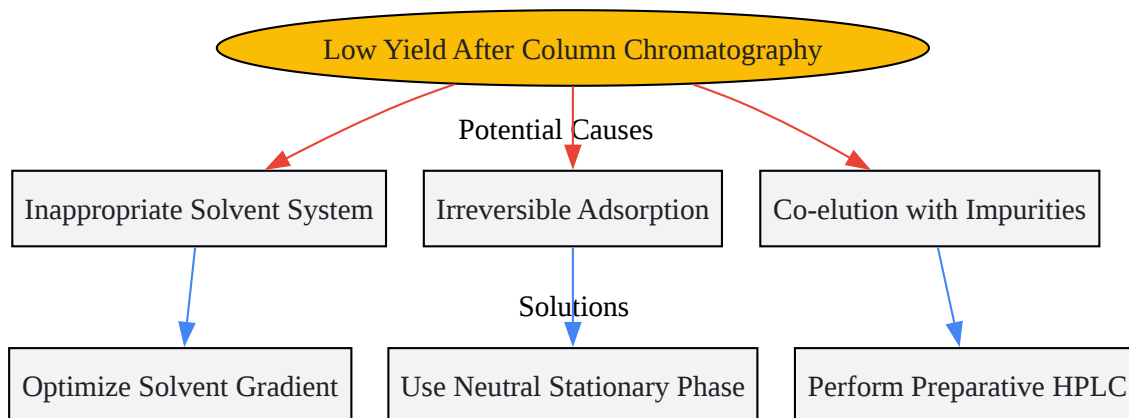 Low Yield After Column Chromatography
Potential Causes
Inappropriate Solvent System
Irreversible Adsorption
Co-elution with Impurities
Solutions
Optimize Solvent Gradient
Use Neutral Stationary Phase
Perform Preparative HPLC